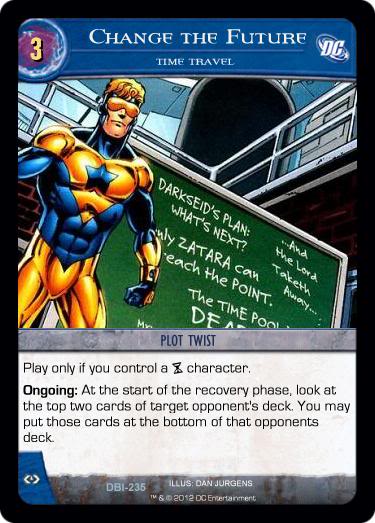 3
CHANGE THE FUTURE
DC
TIME TRAVEL
DARKSEID'S PLAN:
WHAT'S NEXT?
nly ZATARA can
reach the POINT.
...And
the Lord
Taketh
Away...
The TIME POOL
DEA
PLOT TWIST
Play only if you control a character.
Ongoing: At the start of the recovery phase, look at
the top two cards of target opponent's deck. You may
put those cards at the bottom of that opponents
deck.
DBI-235
ILLUS: DAN JURGENS
™ & © 2012 DC Entertainment